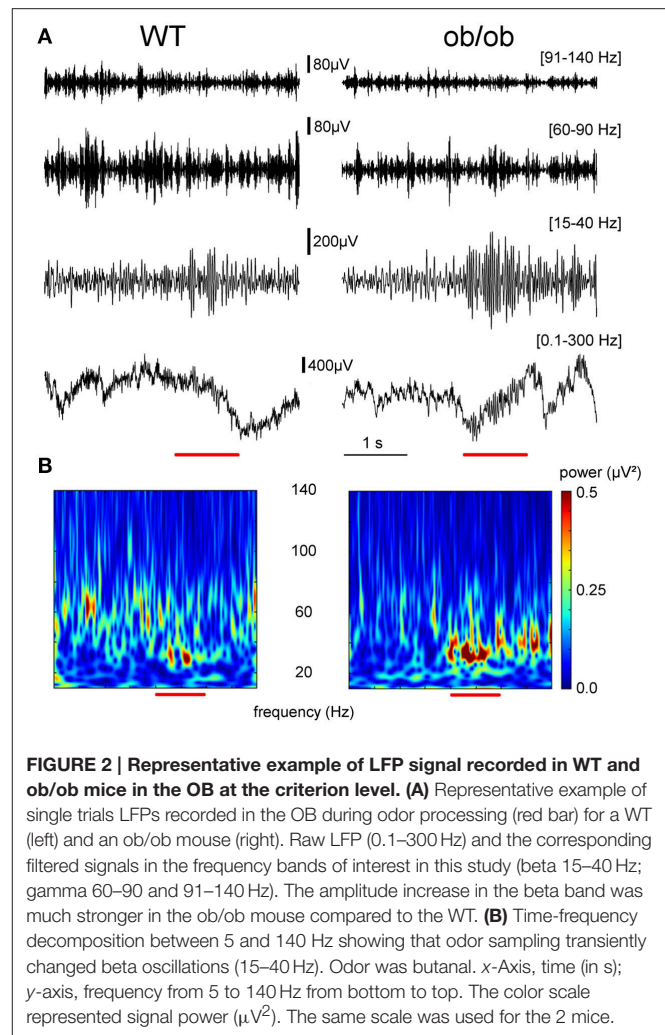 A
WT
ob/ob
80µV
[91-140 Hz]
80µV
[60-90 Hz]
200µV
[15-40 Hz]
400µV
[0.1-300 Hz]
1 s
B
power (µV²)
140
100
60
20
0.5
0.25
0.0
frequency (Hz)
FIGURE 2 | Representative example of LFP signal recorded in WT and
ob/ob mice in the OB at the criterion level. (A) Representative example of
single trials LFPs recorded in the OB during odor processing (red bar) for a WT
(left) and an ob/ob mouse (right). Raw LFP (0.1–300 Hz) and the corresponding
filtered signals in the frequency bands of interest in this study (beta 15–40 Hz;
gamma 60–90 and 91–140 Hz). The amplitude increase in the beta band was
much stronger in the ob/ob mouse compared to the WT. (B) Time-frequency
decomposition between 5 and 140 Hz showing that odor sampling transiently
changed beta oscillations (15–40 Hz). Odor was butanal. x-Axis, time (in s);
y-axis, frequency from 5 to 140 Hz from bottom to top. The color scale
represented signal power (µV²). The same scale was used for the 2 mice.